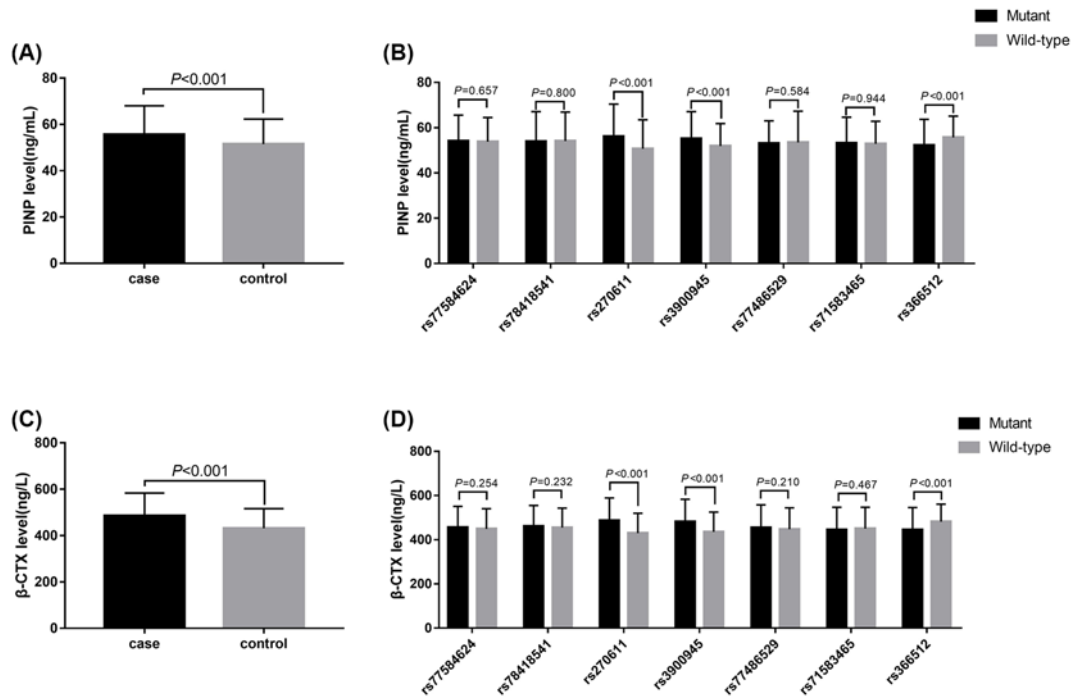 Mutant
Wild-type
(A)
P<0.001
PINP level(ng/mL)
80
60
40
20
0
case
control
(B)
P=0.657
P=0.800
P<0.001
P<0.001
P=0.584
P=0.944
P<0.001
PINP level(ng/mL)
80
60
40
20
0
rs77584624
rs78418541
rs270611
rs3900945
rs77486529
rs71583465
rs366512
(C)
P<0.001
β-CTX level(ng/L)
800
600
400
200
0
case
control
(D)
Mutant
Wild-type
P=0.254
P=0.232
P<0.001
P<0.001
P=0.210
P=0.467
P<0.001
β-CTX level(ng/L)
800
600
400
200
0
rs77584624
rs78418541
rs270611
rs3900945
rs77486529
rs71583465
rs366512